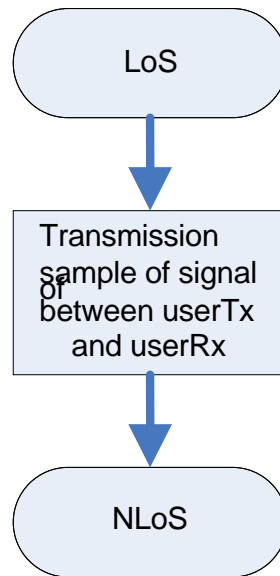 LoS
Transmission
sample of signal
of
between userTx
and userRx
NLoS